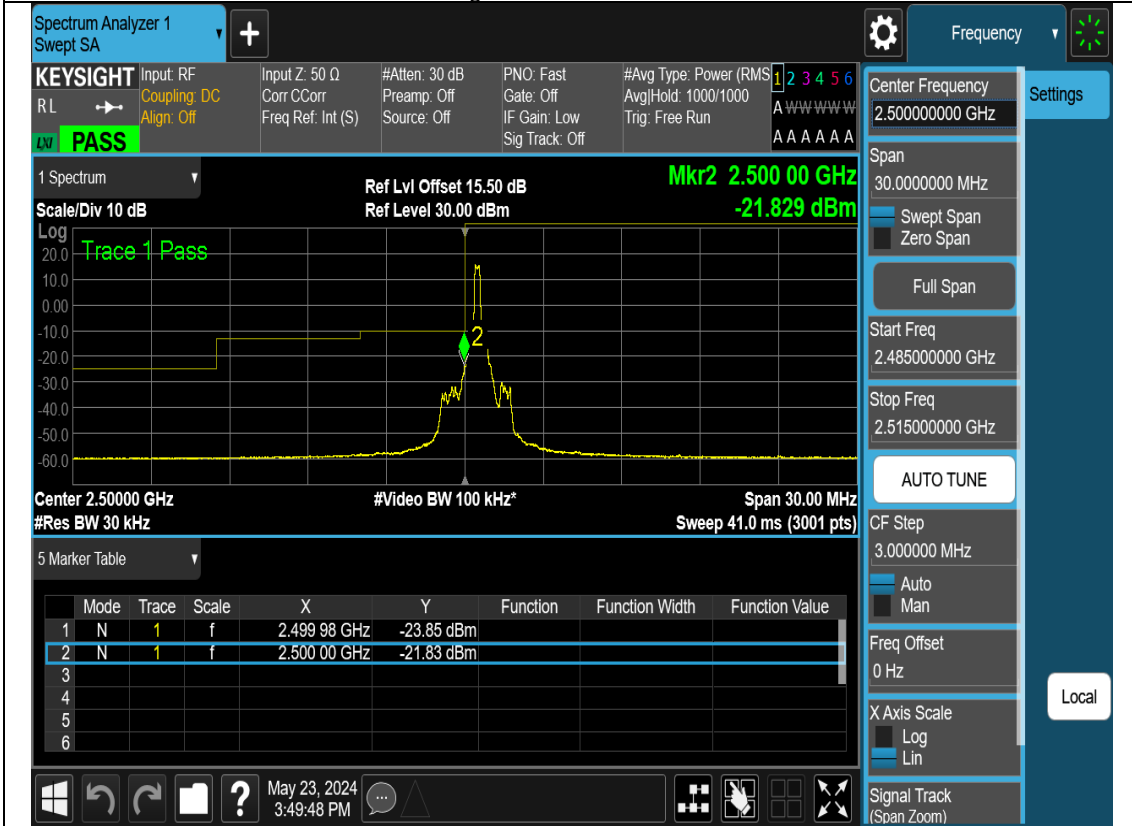 Spectrum Analyzer 1
Swept SA
+
Frequency
KEYSIGHT
RL
LXI
PASS
Input: RF
Coupling: DC
Align: Off
Input Z: 50 Ω
Corr CCorr
Freq Ref: Int (S)
#Atten: 30 dB
Preamp: Off
Source: Off
PNO: Fast
Gate: Off
IF Gain: Low
Sig Track: Off
#Avg Type: Power (RMS
Avg|Hold: 1000/1000
Trig: Free Run
1 2 3 4 5 6
A W W W W W
A A A A A A
1 Spectrum
Scale/Div 10 dB
Ref Lvl Offset 15.50 dB
Ref Level 30.00 dBm
Mkr2 2.500 00 GHz
-21.829 dBm
Log
Trace 1 Pass
20.0
10.0
0.00
-10.0
-20.0
-30.0
-40.0
-50.0
-60.0
2
Center 2.50000 GHz
#Video BW 100 kHz*
Span 30.00 MHz
#Res BW 30 kHz
Sweep 41.0 ms (3001 pts)
5 Marker Table
Mode Trace Scale X Y Function Function Width Function Value
1 N 1 f 2.499 98 GHz -23.85 dBm
2 N 1 f 2.500 00 GHz -21.83 dBm
3
4
5
6
?
May 23, 2024
3:49:48 PM
Center Frequency
2.500000000 GHz
Settings
Span
30.0000000 MHz
Swept Span
Zero Span
Full Span
Start Freq
2.485000000 GHz
Stop Freq
2.515000000 GHz
AUTO TUNE
CF Step
3.000000 MHz
Auto
Man
Freq Offset
0 Hz
Local
X Axis Scale
Log
Lin
Signal Track
(Span Zoom)